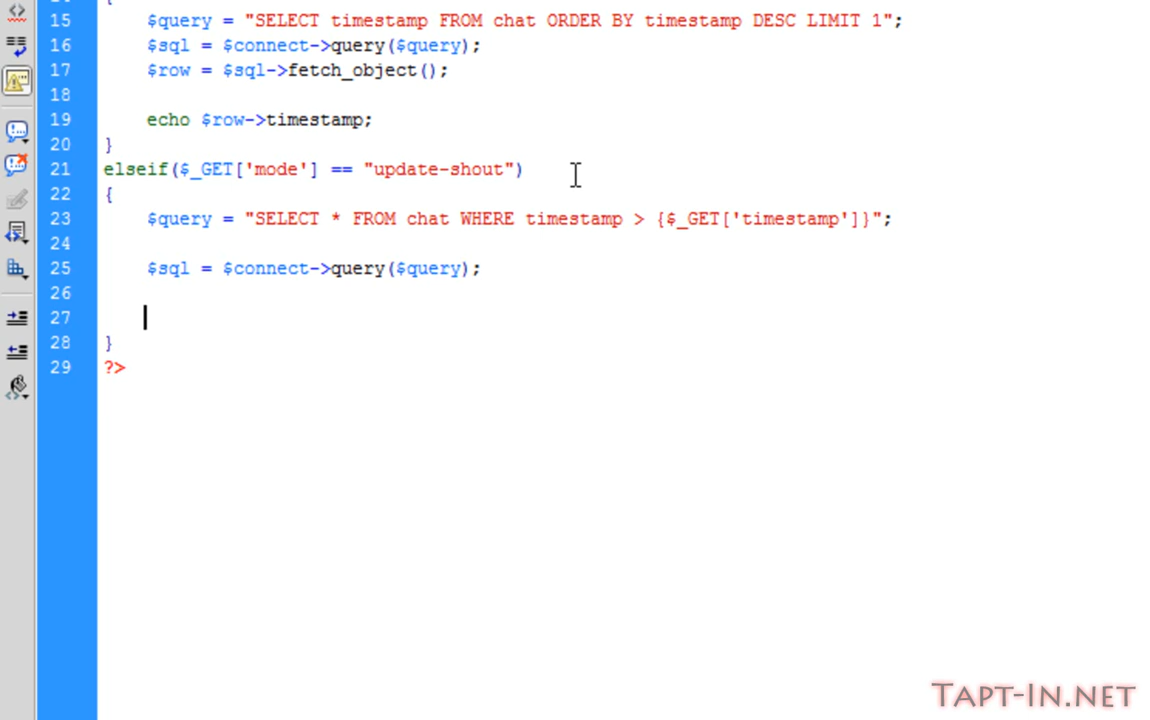 15 $query = "SELECT timestamp FROM chat ORDER BY timestamp DESC LIMIT 1";
16 $sql = $connect->query($query);
17 $row = $sql->fetch_object();
18
19 echo $row->timestamp;
20 }
21 elseif($_GET['mode'] == "update-shout")
22 {
23 $query = "SELECT * FROM chat WHERE timestamp > {$_GET['timestamp']}";
24
25 $sql = $connect->query($query);
26
27
28 }
29 ?>
TAPT-IN.NET